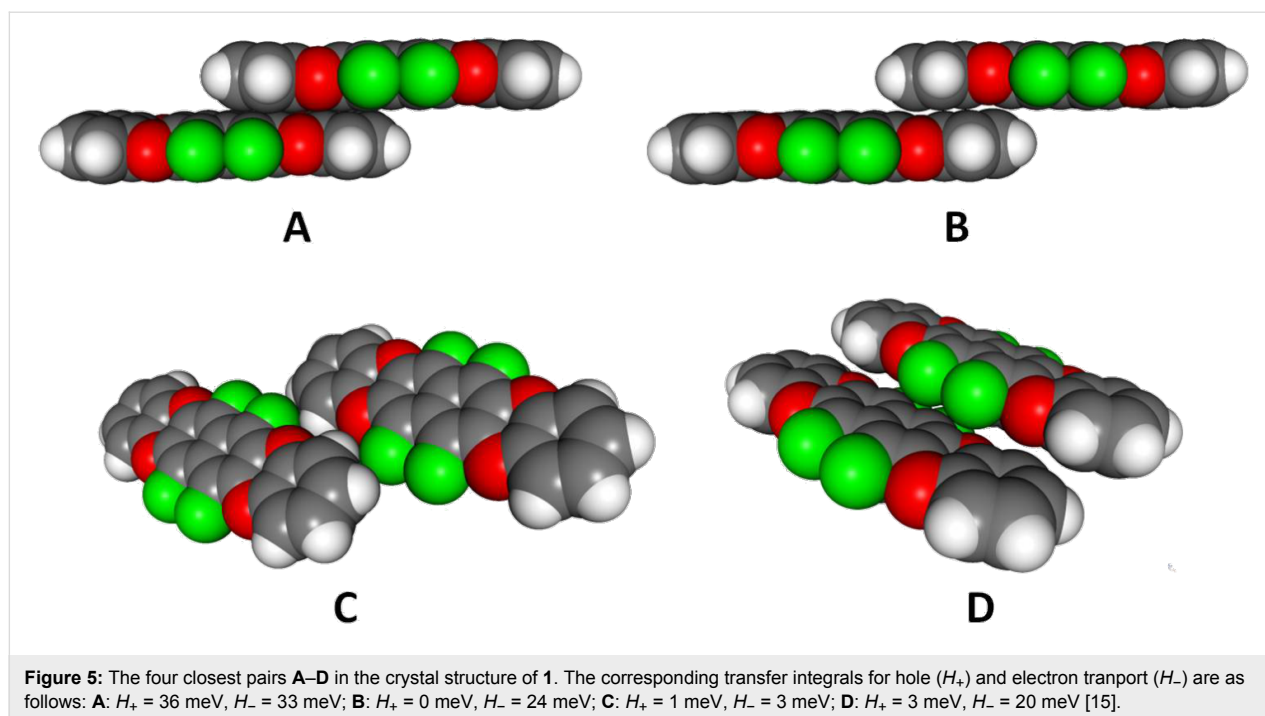 A
B
C
D
Figure 5: The four closest pairs A–D in the crystal structure of 1. The corresponding transfer integrals for hole (H+) and electron tranport (H–) are as
follows: A: H+ = 36 meV, H– = 33 meV; B: H+ = 0 meV, H– = 24 meV; C: H+ = 1 meV, H– = 3 meV; D: H+ = 3 meV, H– = 20 meV [15].